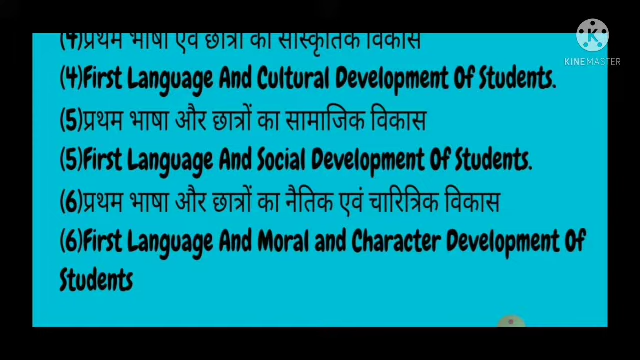 (4)प्रथम भाषा एवं छात्रों का सांस्कृतिक विकास
(4)First Language And Cultural Development Of Students.
(5)प्रथम भाषा और छात्रों का सामाजिक विकास
(5)First Language And Social Development Of Students.
(6)प्रथम भाषा और छात्रों का नैतिक एवं चारित्रिक विकास
(6)First Language And Moral and Character Development Of
Students
K
KINEMASTER